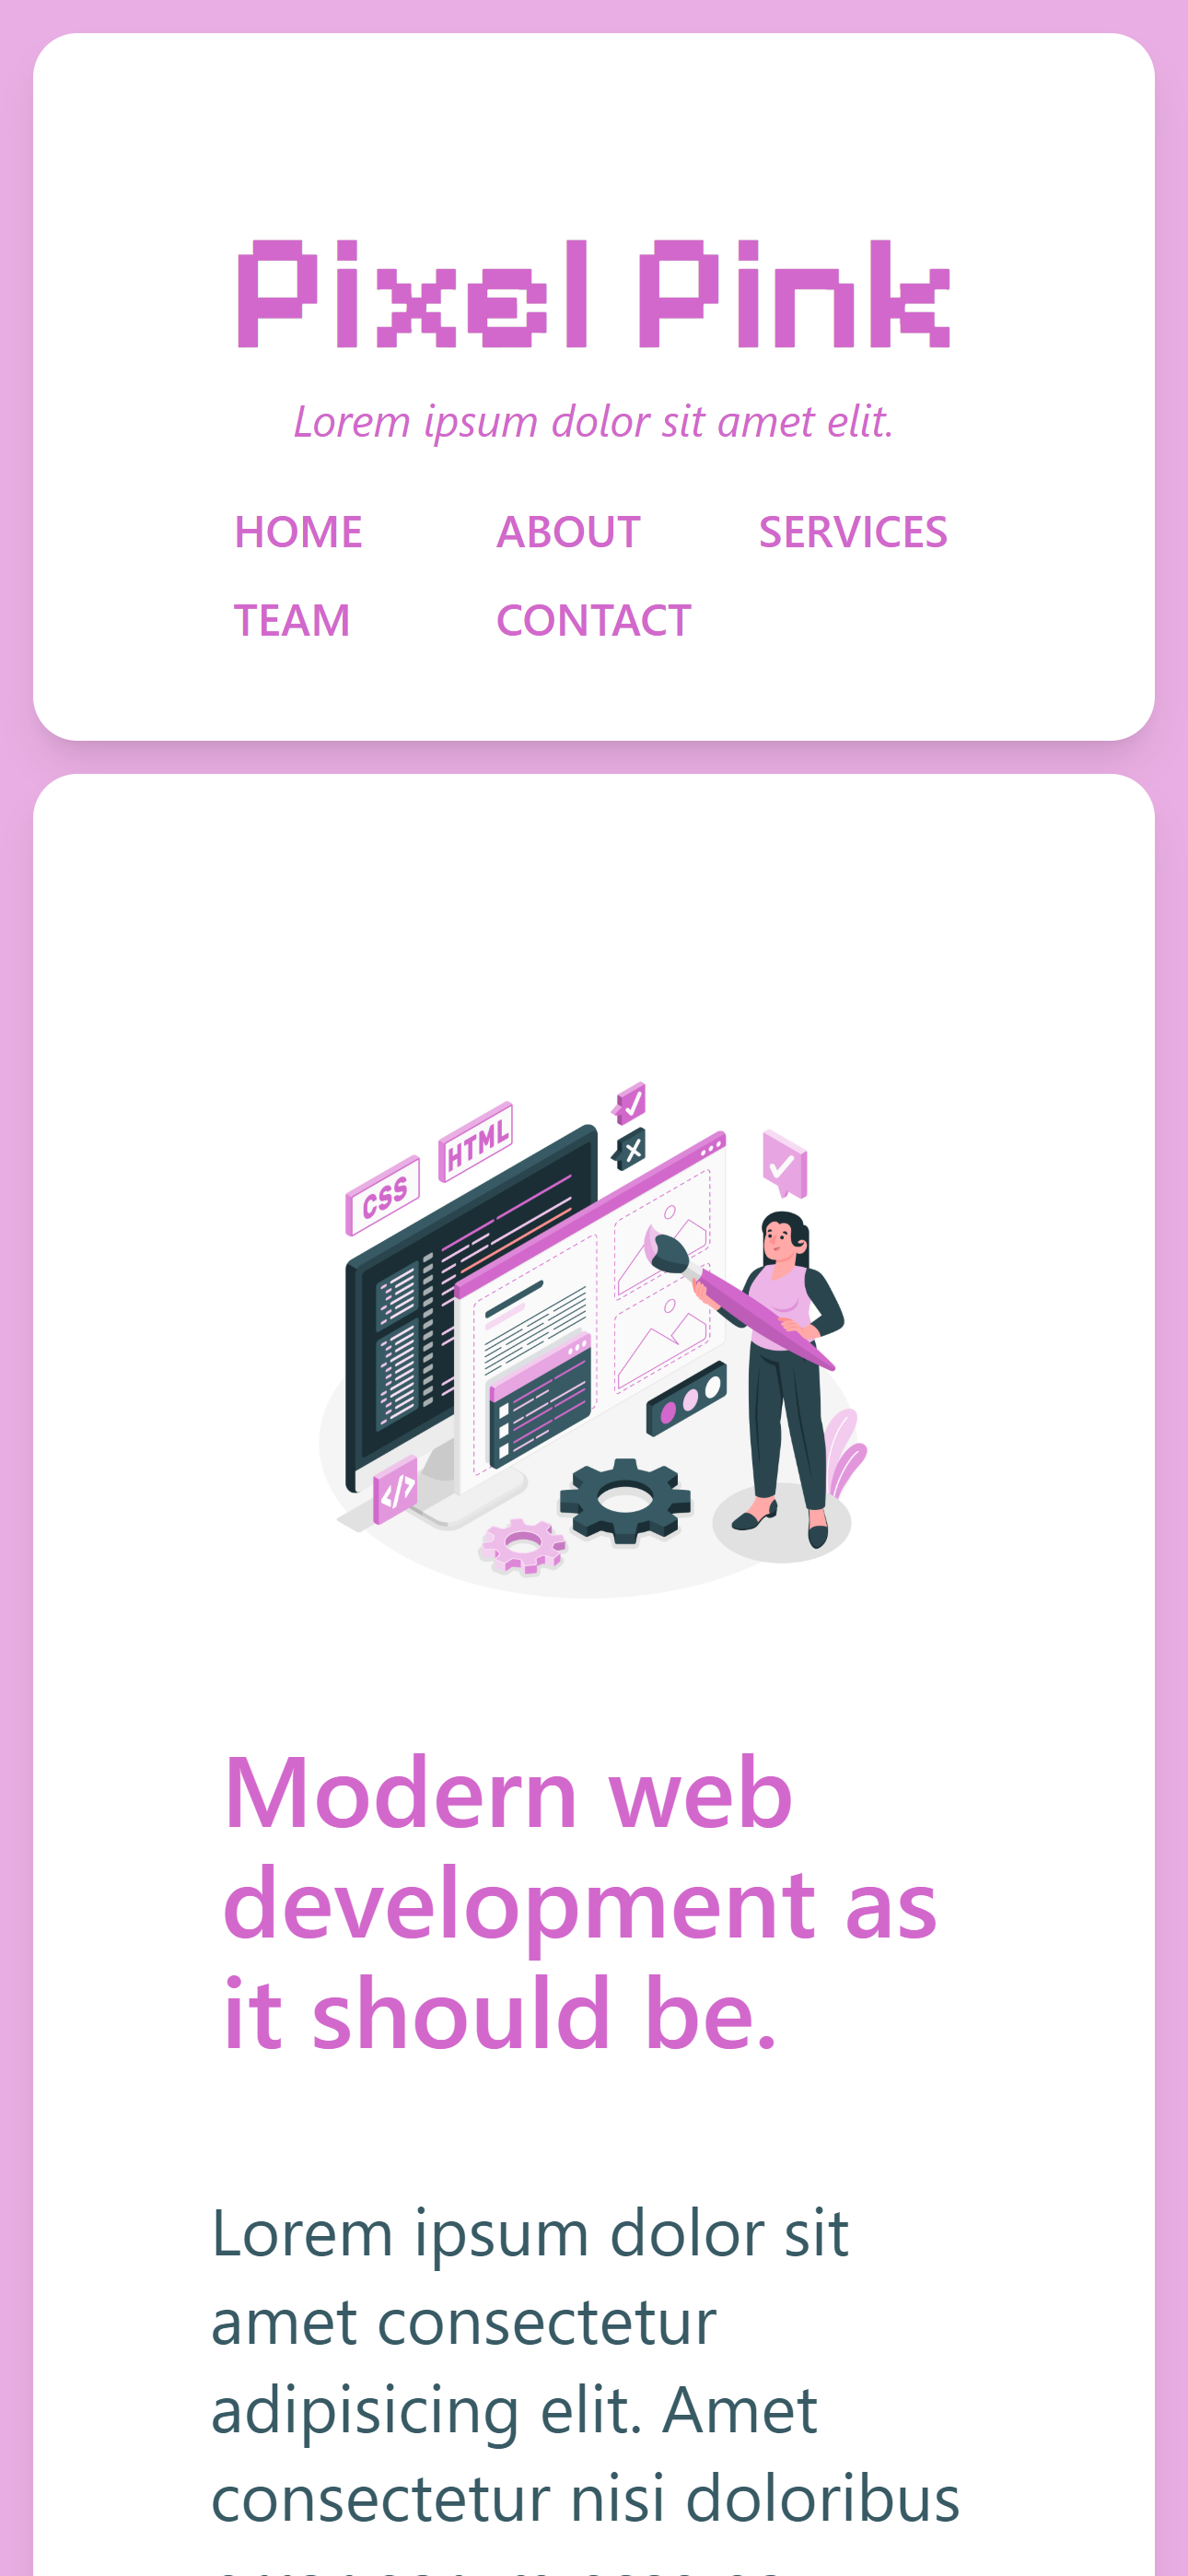 Pixel Pink
Lorem ipsum dolor sit amet elit.
HOME ABOUT SERVICES
TEAM CONTACT
HTML
CSS
</>
Modern web
development as
it should be.
Lorem ipsum dolor sit
amet consectetur
adipisicing elit. Amet
consectetur nisi doloribus